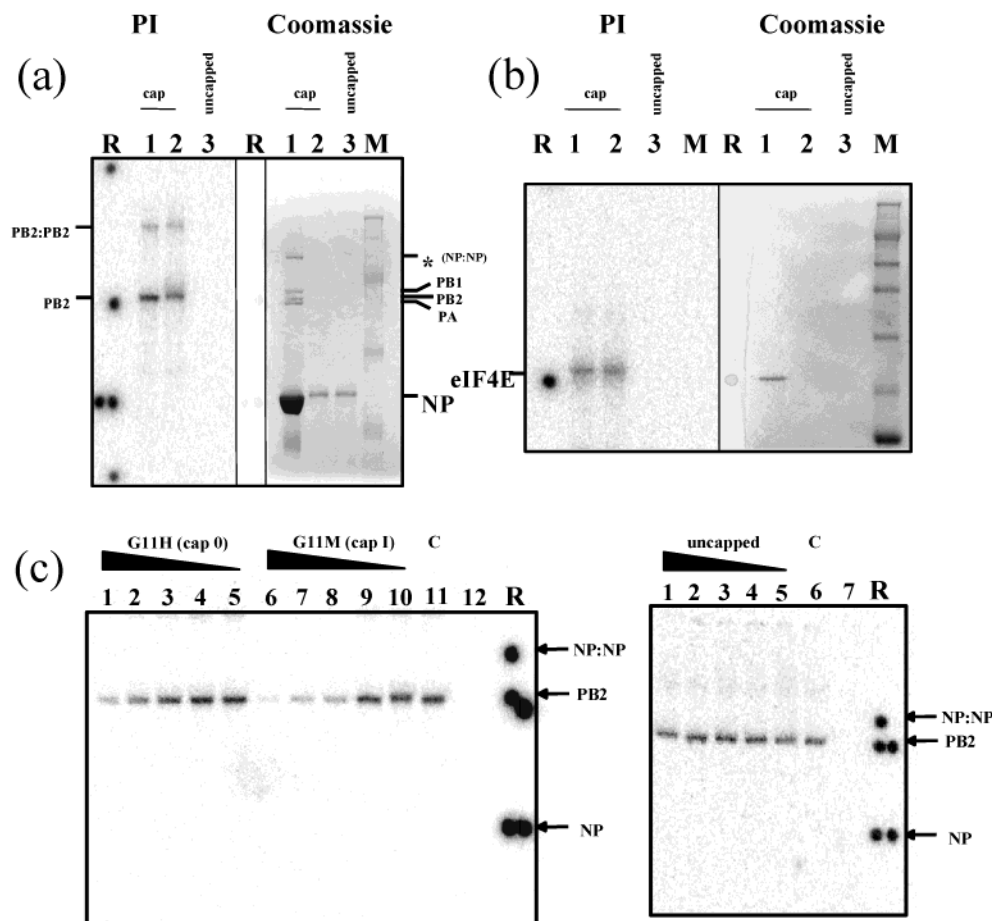 PI Coomassie
(a)
cap uncapped cap uncapped
R 1 2 3 R 1 2 3 M
PB2:PB2
* (NP:NP)
PB1
PB2 PB2
PA
NP
PI Coomassie
(b)
cap uncapped cap uncapped
R 1 2 3 M R 1 2 3 M
eIF4E
(c)
G11H (cap 0) G11M (cap I) C
1 2 3 4 5 6 7 8 9 10 11 12 R
NP:NP
PB2
NP
uncapped C
1 2 3 4 5 6 7 R
NP:NP
PB2
NP